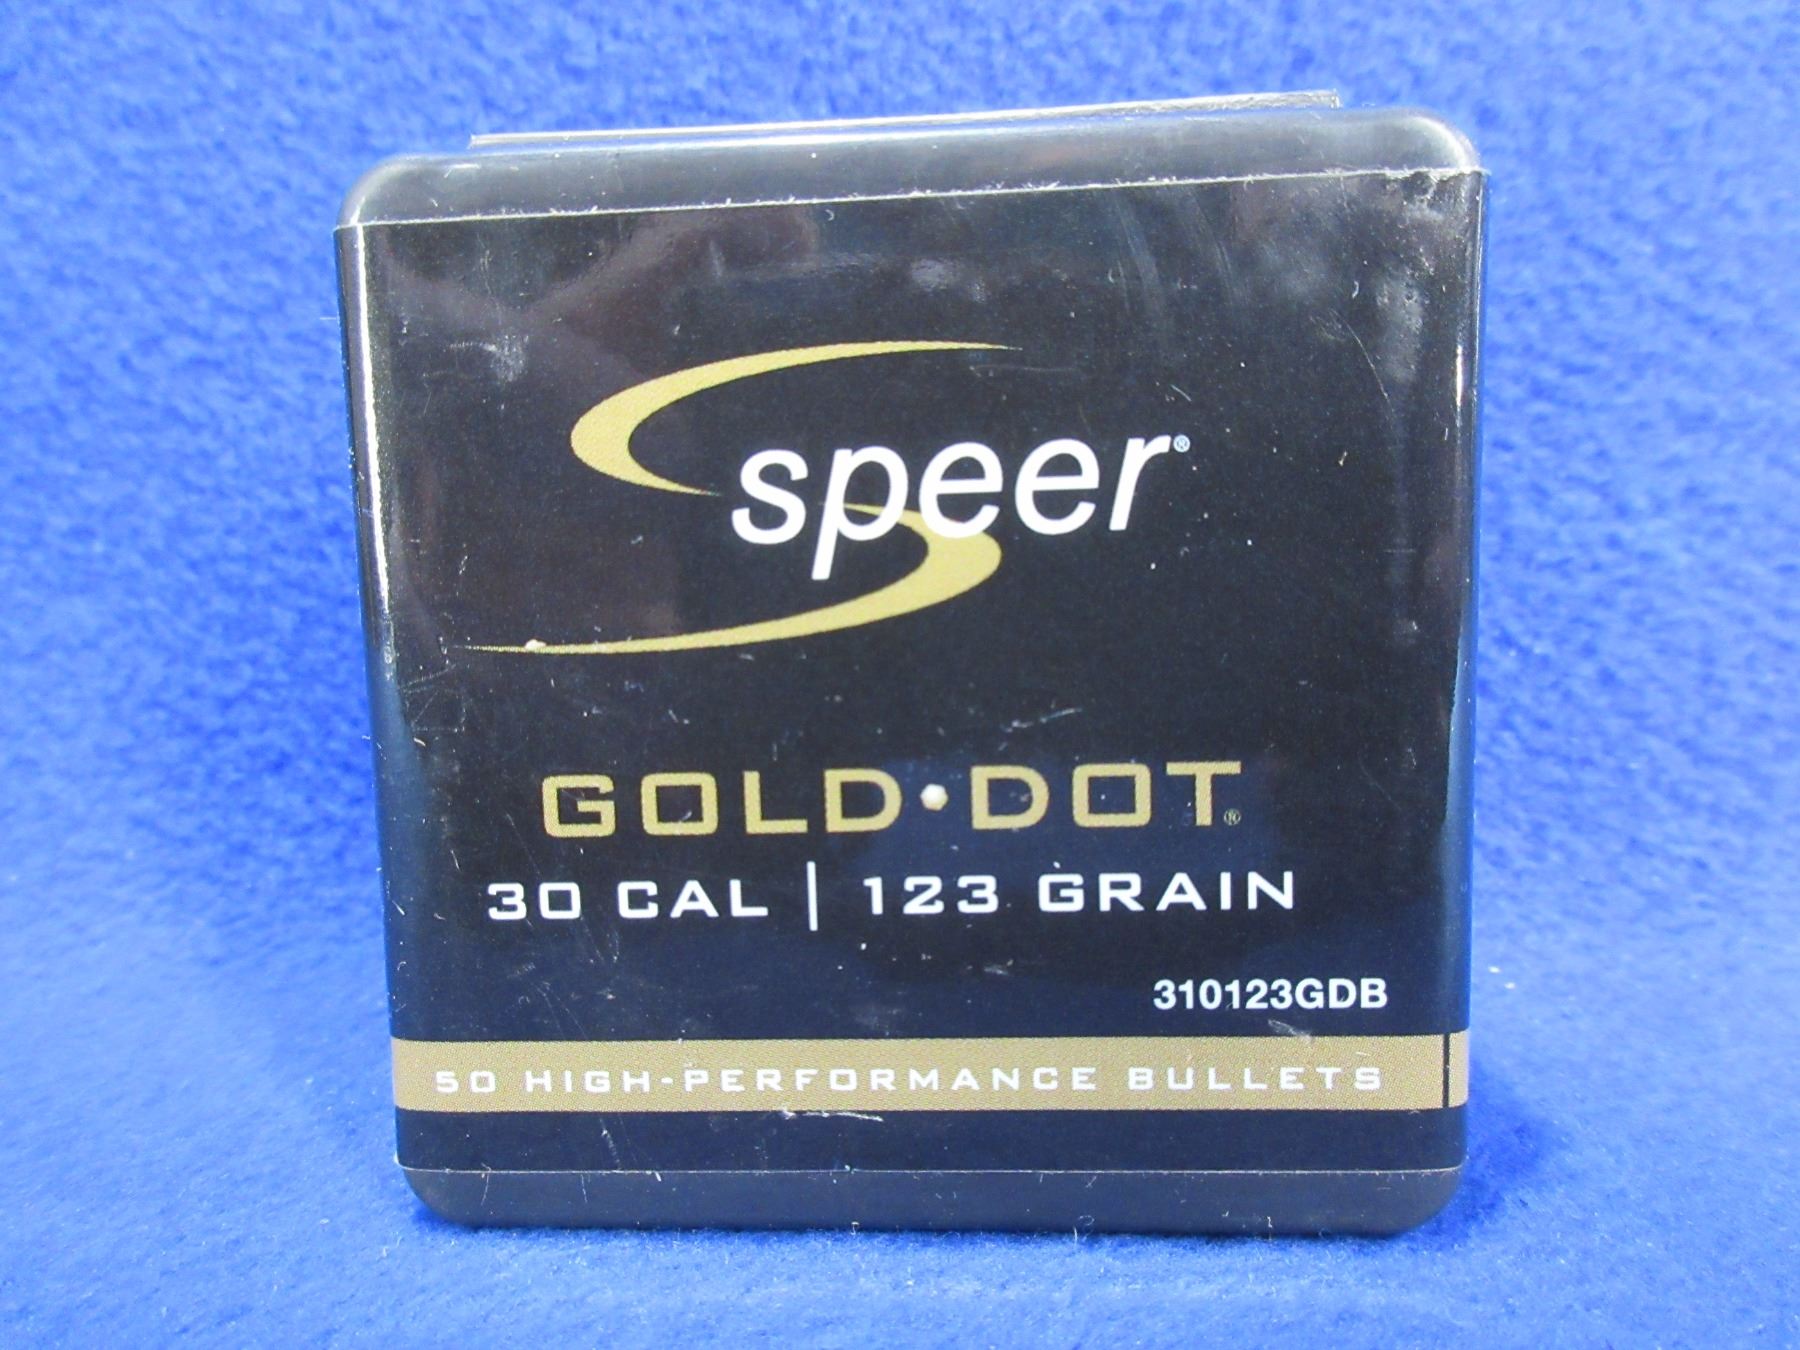 speer®
GOLD•DOT®
30 CAL | 123 GRAIN
310123GDB
50 HIGH-PERFORMANCE BULLETS